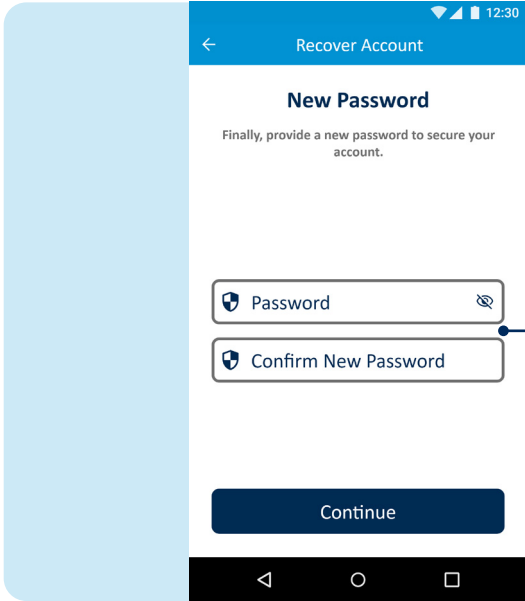 12:30
Recover Account
New Password
Finally, provide a new password to secure your
account.
Password
Confirm New Password
Continue